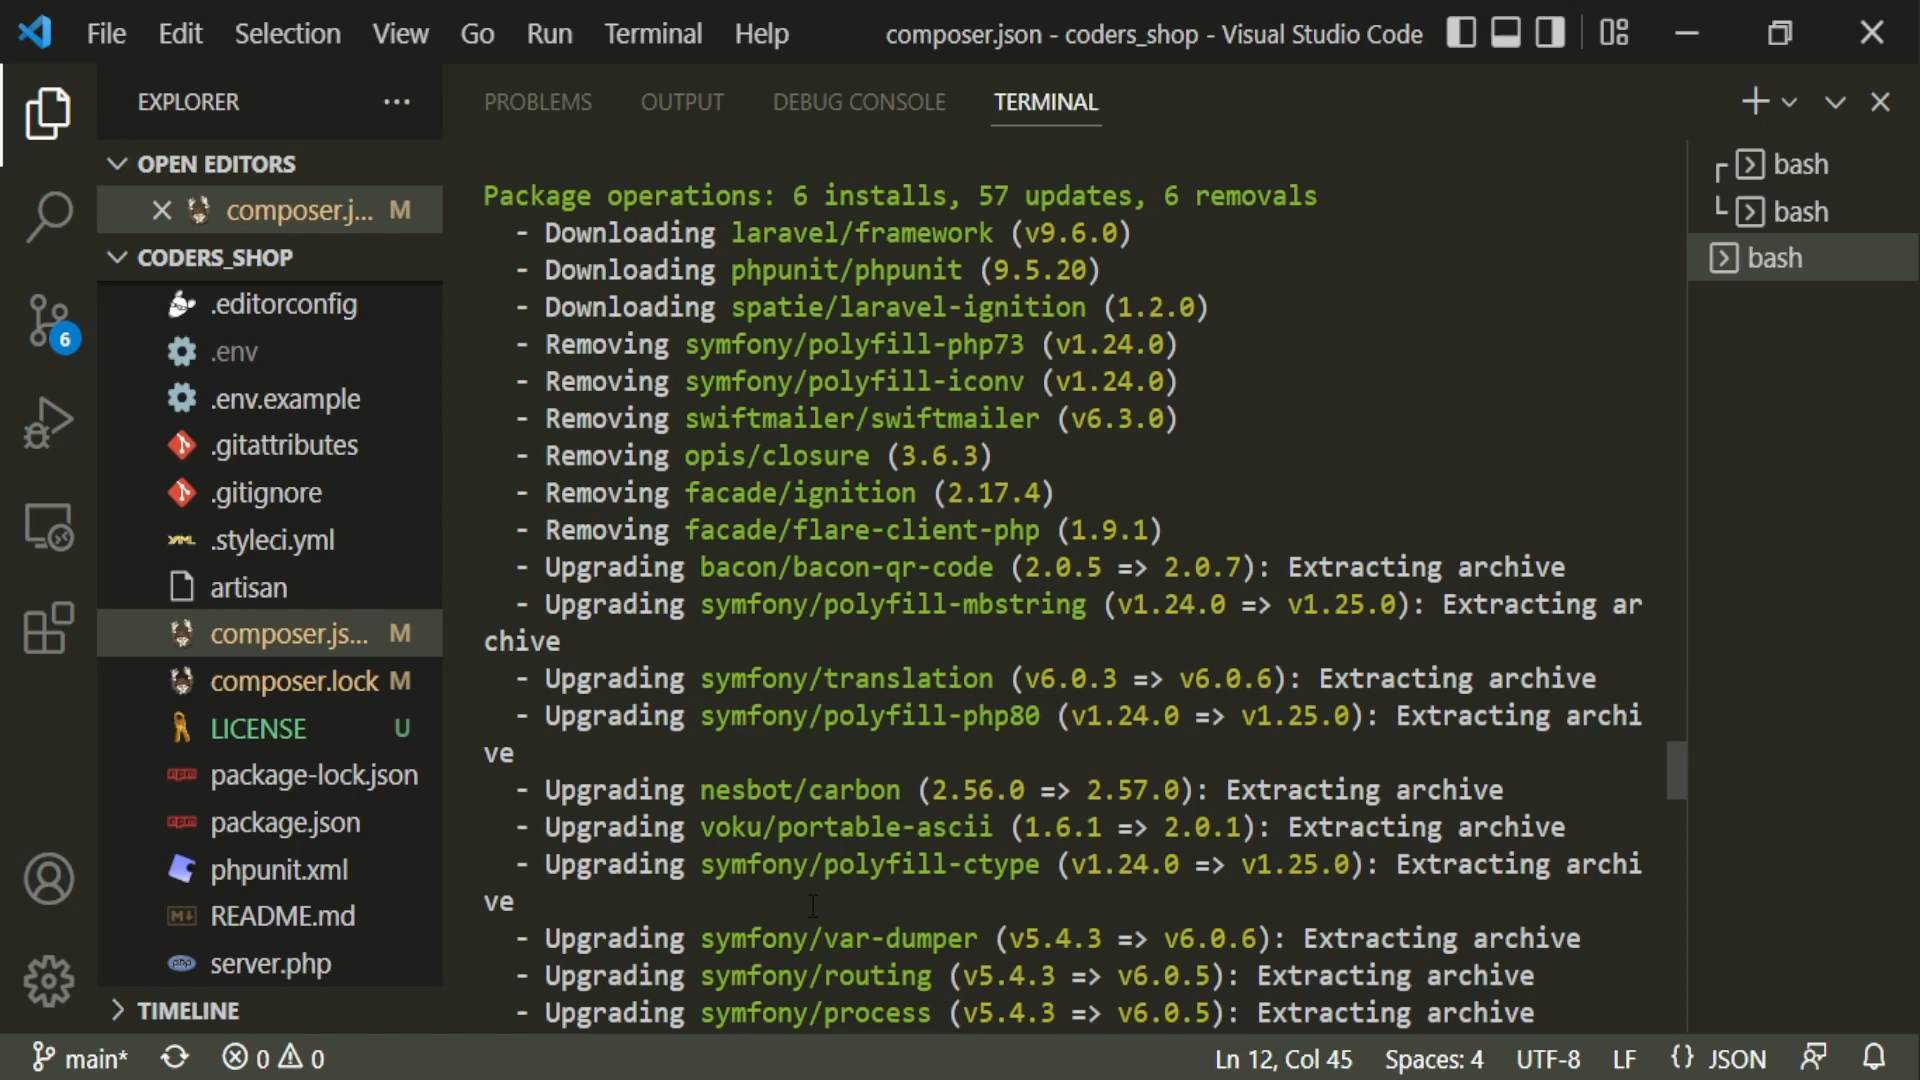 File Edit Selection View Go Run Terminal Help composer.json - coders_shop - Visual Studio Code
EXPLORER ...
OPEN EDITORS
composer.j... M
CODERS_SHOP
.editorconfig
.env
.env.example
.gitattributes
.gitignore
YAML .styleci.yml
artisan
composer.js... M
composer.lock M
LICENSE U
package-lock.json
package.json
phpunit.xml
M README.md
php server.php
TIMELINE
6
PROBLEMS OUTPUT DEBUG CONSOLE TERMINAL
Package operations: 6 installs, 57 updates, 6 removals
- Downloading laravel/framework (v9.6.0)
- Downloading phpunit/phpunit (9.5.20)
- Downloading spatie/laravel-ignition (1.2.0)
- Removing symfony/polyfill-php73 (v1.24.0)
- Removing symfony/polyfill-iconv (v1.24.0)
- Removing swiftmailer/swiftmailer (v6.3.0)
- Removing opis/closure (3.6.3)
- Removing facade/ignition (2.17.4)
- Removing facade/flare-client-php (1.9.1)
- Upgrading bacon/bacon-qr-code (2.0.5 => 2.0.7): Extracting archive
- Upgrading symfony/polyfill-mbstring (v1.24.0 => v1.25.0): Extracting ar
chive
- Upgrading symfony/translation (v6.0.3 => v6.0.6): Extracting archive
- Upgrading symfony/polyfill-php80 (v1.24.0 => v1.25.0): Extracting archi
ve
- Upgrading nesbot/carbon (2.56.0 => 2.57.0): Extracting archive
- Upgrading voku/portable-ascii (1.6.1 => 2.0.1): Extracting archive
- Upgrading symfony/polyfill-ctype (v1.24.0 => v1.25.0): Extracting archi
ve
- Upgrading symfony/var-dumper (v5.4.3 => v6.0.6): Extracting archive
- Upgrading symfony/routing (v5.4.3 => v6.0.5): Extracting archive
- Upgrading symfony/process (v5.4.3 => v6.0.5): Extracting archive
bash
bash
bash
main* 0 0 Ln 12, Col 45 Spaces: 4 UTF-8 LF {} JSON